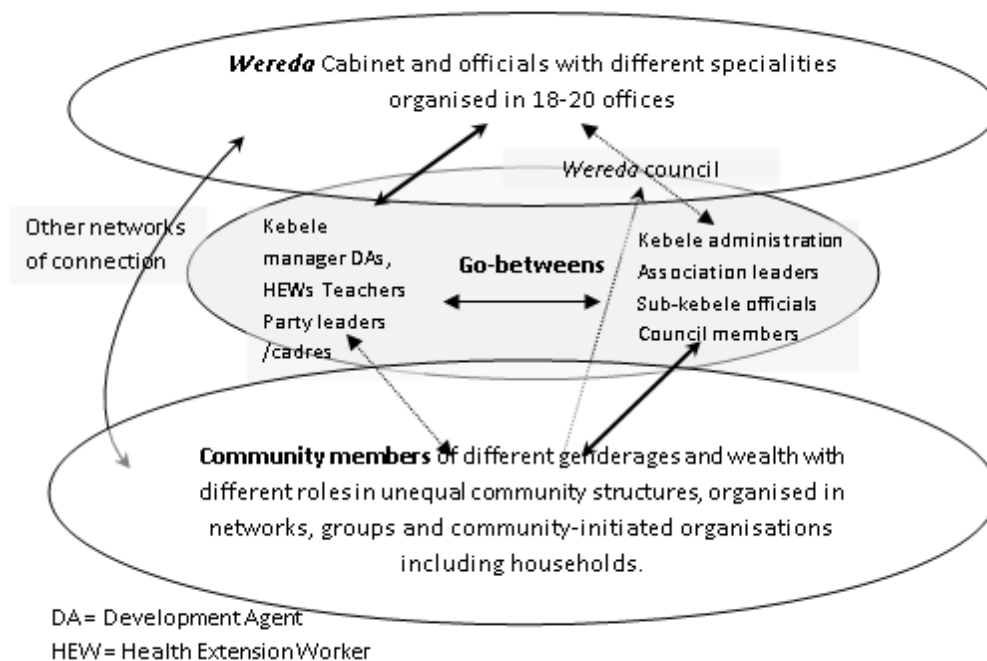 Wereda Cabinet and officials with different specialities
organised in 18-20 offices
Wereda council
Other networks
of connection
Kebele
manager DAs,
HEWs Teachers
Party leaders
/cadres
Go-betweens
Kebele administration
Association leaders
Sub-kebele officials
Council members
Community members of different genderages and wealth with
different roles in unequal community structures, organised in
networks, groups and community-initiated organisations
including households.
DA= Development Agent
HEW= Health Extension Worker